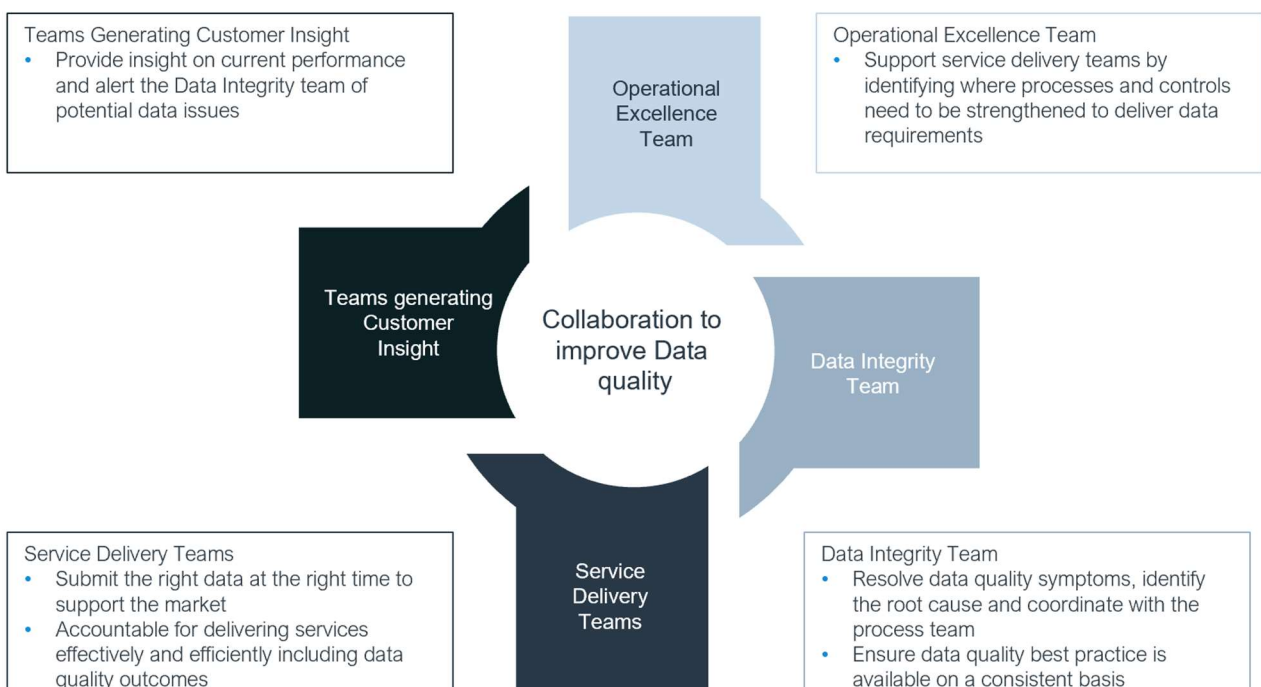 Teams Generating Customer Insight
• Provide insight on current performance
and alert the Data Integrity team of
potential data issues
Operational
Excellence
Team
Operational Excellence Team
• Support service delivery teams by
identifying where processes and controls
need to be strengthened to deliver data
requirements
Teams generating
Customer
Insight
Collaboration to
improve Data
quality
Data Integrity
Team
Service Delivery Teams
• Submit the right data at the right time to
support the market
• Accountable for delivering services
effectively and efficiently including data
quality outcomes
Service
Delivery
Teams
Data Integrity Team
• Resolve data quality symptoms, identify
the root cause and coordinate with the
process team
• Ensure data quality best practice is
available on a consistent basis